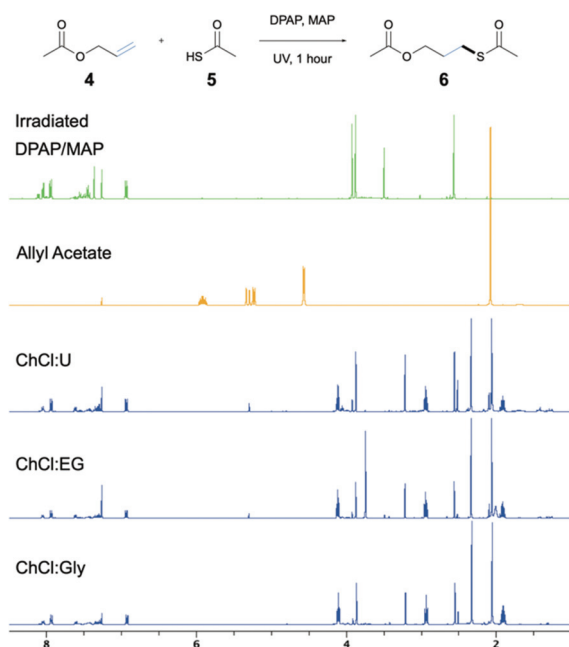 DPAP, MAP
O
O
+
HS
O
UV, 1 hour
O
O
S
O
4
5
6
Irradiated
DPAP/MAP
Allyl Acetate
ChCl:U
ChCl:EG
ChCl:Gly
8 6 4 2